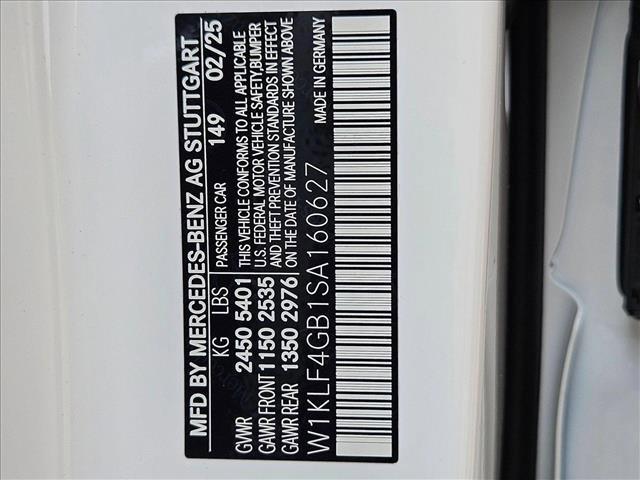 MFD BY MERCEDES-BENZ AG STUTTGART
KG LBS PASSENGER CAR 149 02/25
GVWR 2450 5401
GAWR FRONT 1150 2535
GAWR REAR 1350 2976
THIS VEHICLE CONFORMS TO ALL APPLICABLE
U.S. FEDERAL MOTOR VEHICLE SAFETY,BUMPER
AND THEFT PREVENTION STANDARDS IN EFFECT
ON THE DATE OF MANUFACTURE SHOWN ABOVE
W1KLF4GB1SA160627 MADE IN GERMANY